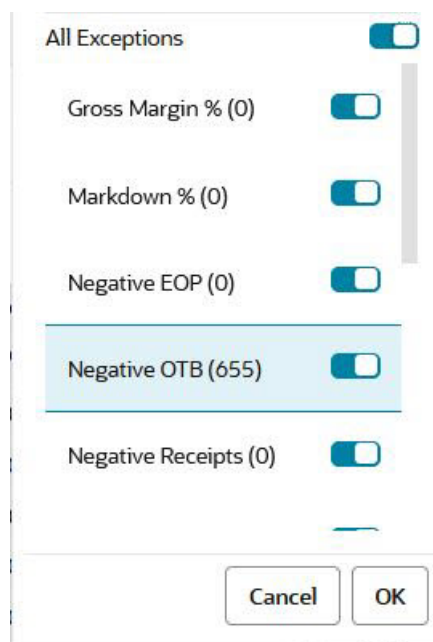 All Exceptions
Gross Margin % (0)
Markdown % (0)
Negative EOP (0)
Negative OTB (655)
Negative Receipts (0)
Cancel OK